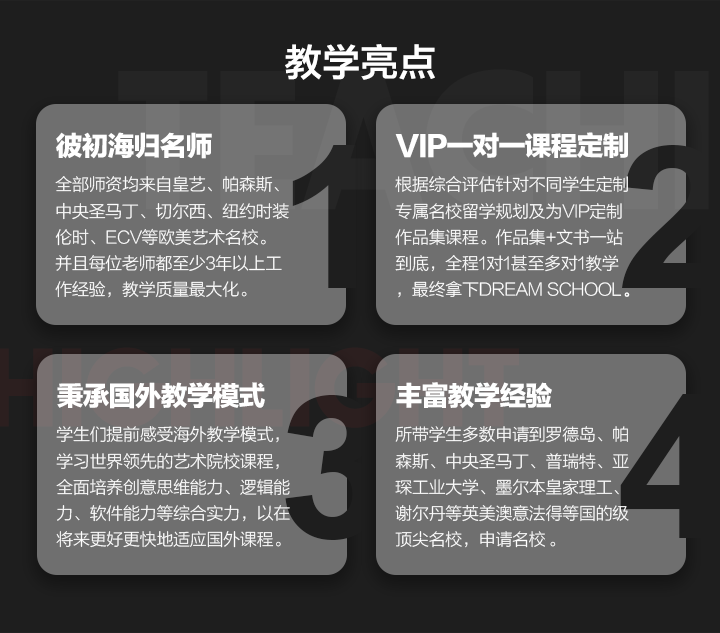 教学亮点
TEACHING
彼初海归名师
全部师资均来自皇艺、帕森斯、
中央圣马丁、切尔西、纽约时装
伦时、ECV等欧美艺术名校。
并且每位老师都至少3年以上工
作经验，教学质量最大化。
1
VIP一对一课程定制
根据综合评估针对不同学生定制
专属名校留学规划及为VIP定制
作品集课程。作品集+文书一站
到底，全程1对1甚至多对1教学
，最终拿下DREAM SCHOOL。
2
HIGHLIGHT
秉承国外教学模式
学生们提前感受海外教学模式，
学习世界领先的艺术院校课程，
全面培养创意思维能力、逻辑能
力、软件能力等综合实力，以在
将来更好更快地适应国外课程。
3
丰富教学经验
所带学生多数申请到罗德岛、帕
森斯、中央圣马丁、普瑞特、亚
琛工业大学、墨尔本皇家理工、
谢尔丹等英美澳意法得等国的级
顶尖名校，申请名校 。
4